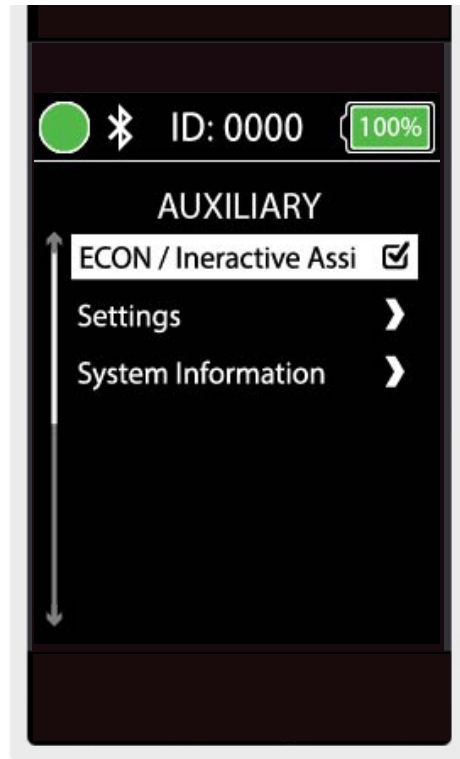 ID: 0000 100%
AUXILIARY
ECON / Ineractive Assi
Settings
System Information